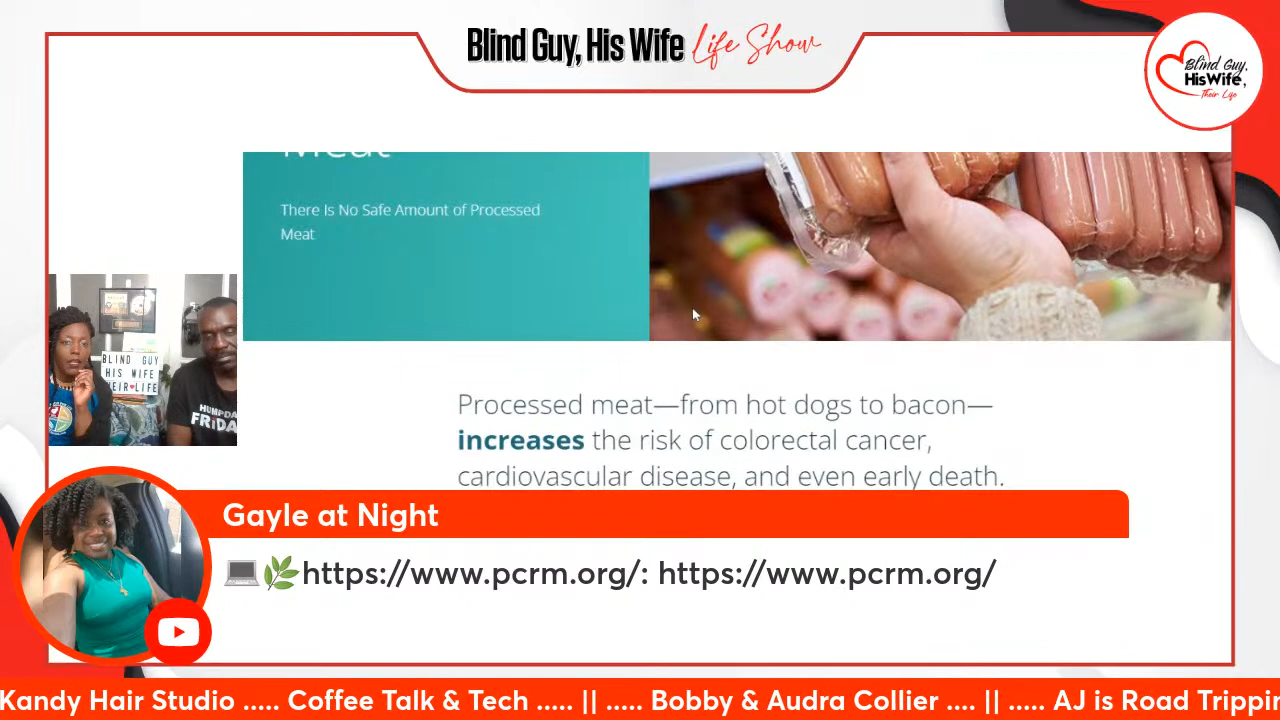 Blind Guy, His Wife Life Show
Blind Guy,
His Wife,
Their Life
Meat
There Is No Safe Amount of Processed
Meat
BLIND GUY
HIS WIFE
THEIR♥LIFE
HUMPDAY
FRIDAY
Processed meat—from hot dogs to bacon—
increases the risk of colorectal cancer,
cardiovascular disease, and even early death.
Gayle at Night
💻🌿https://www.pcrm.org/: https://www.pcrm.org/
Kandy Hair Studio ..... Coffee Talk & Tech ..... || ..... Bobby & Audra Collier .... || ..... AJ is Road Trippin